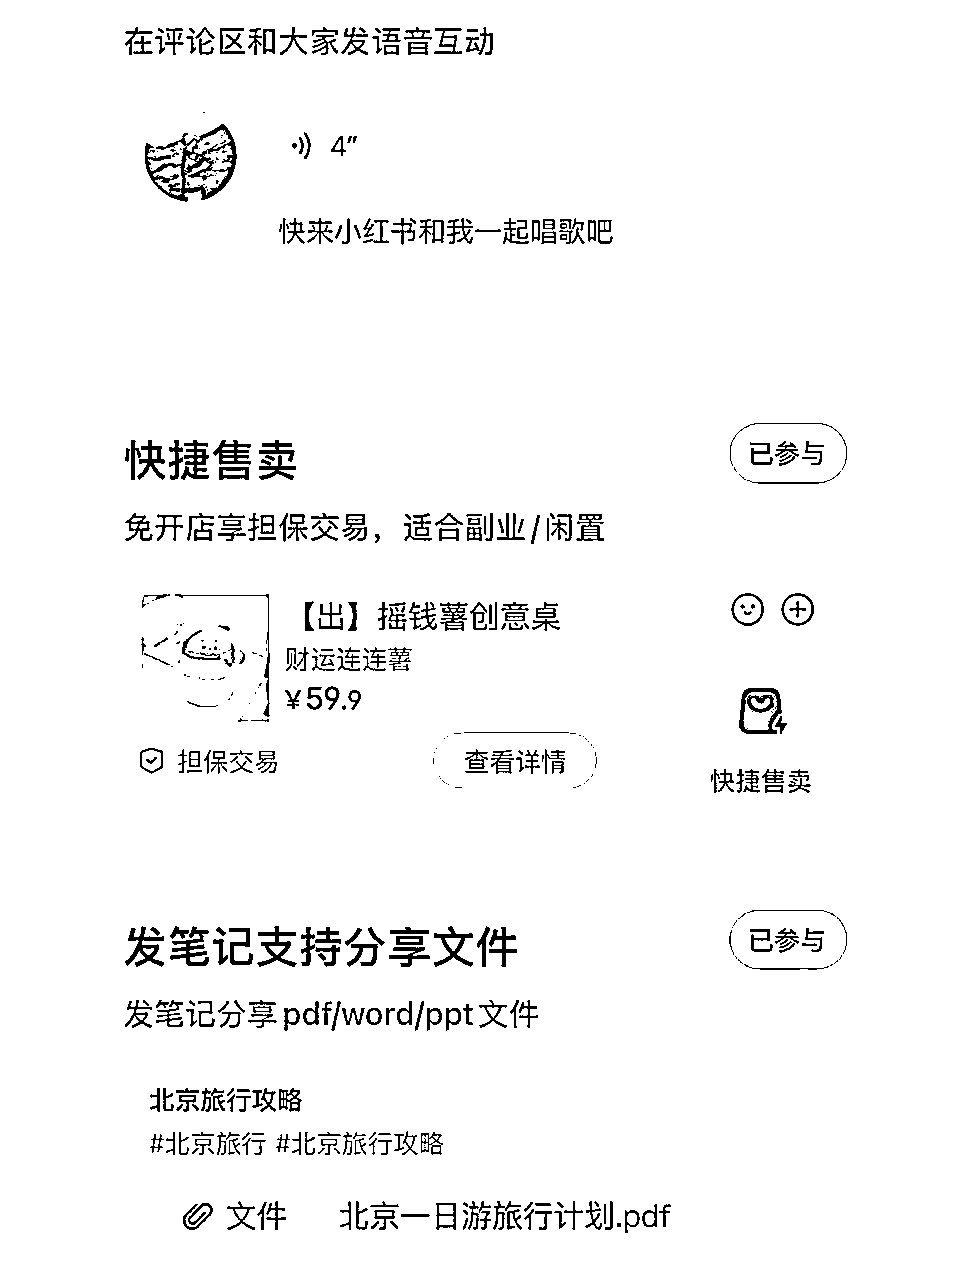 在评论区和大家发语音互动
4″
快来小红书和我一起唱歌吧
快捷售卖
已参与
免开店享担保交易，适合副业/闲置
【出】摇钱薯创意桌
财运连连薯
¥59.9
担保交易
查看详情
快捷售卖
发笔记支持分享文件
已参与
发笔记分享pdf/word/ppt文件
北京旅行攻略
#北京旅行 #北京旅行攻略
文件 北京一日游旅行计划.pdf